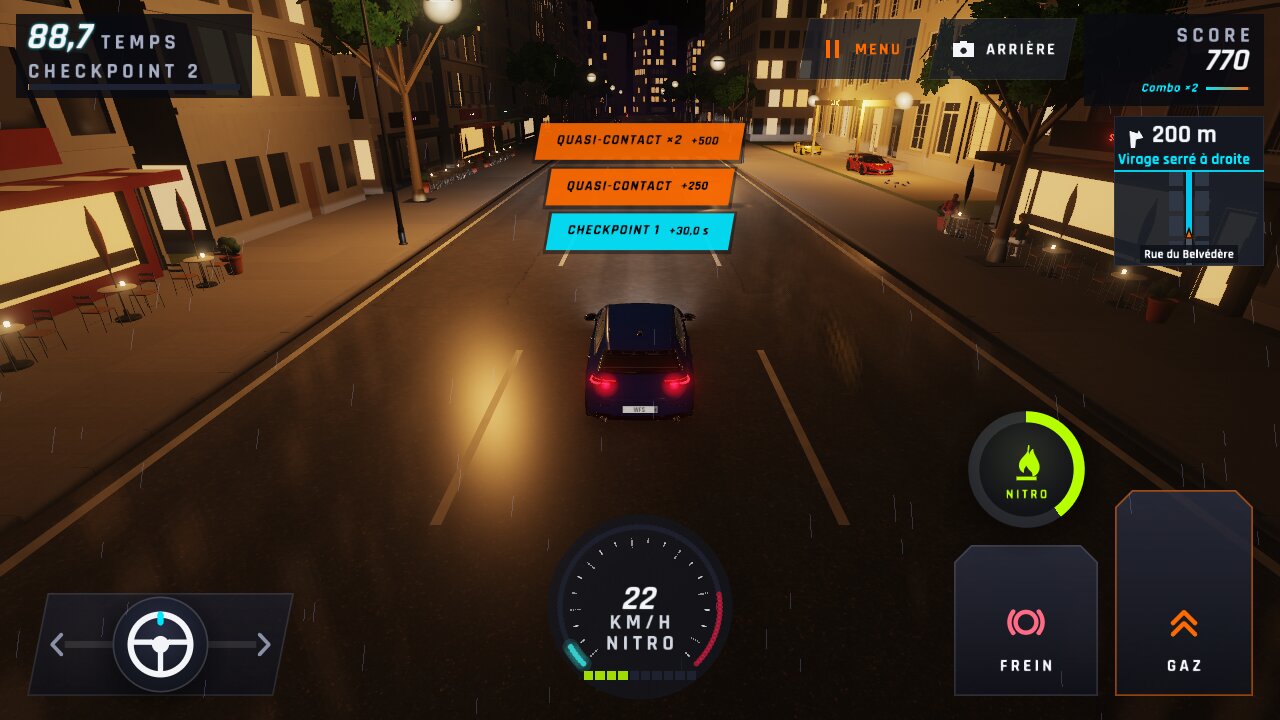 88,7 TEMPS
CHECKPOINT 2
MENU
ARRIÈRE
SCORE
770
Combo ×2
QUASI-CONTACT ×2 +500
QUASI-CONTACT +250
CHECKPOINT 1 +30,0 s
200 m
Virage serré à droite
Rue du Belvédère
WFS
NITRO
22
KM/H
NITRO
FREIN
GAZ